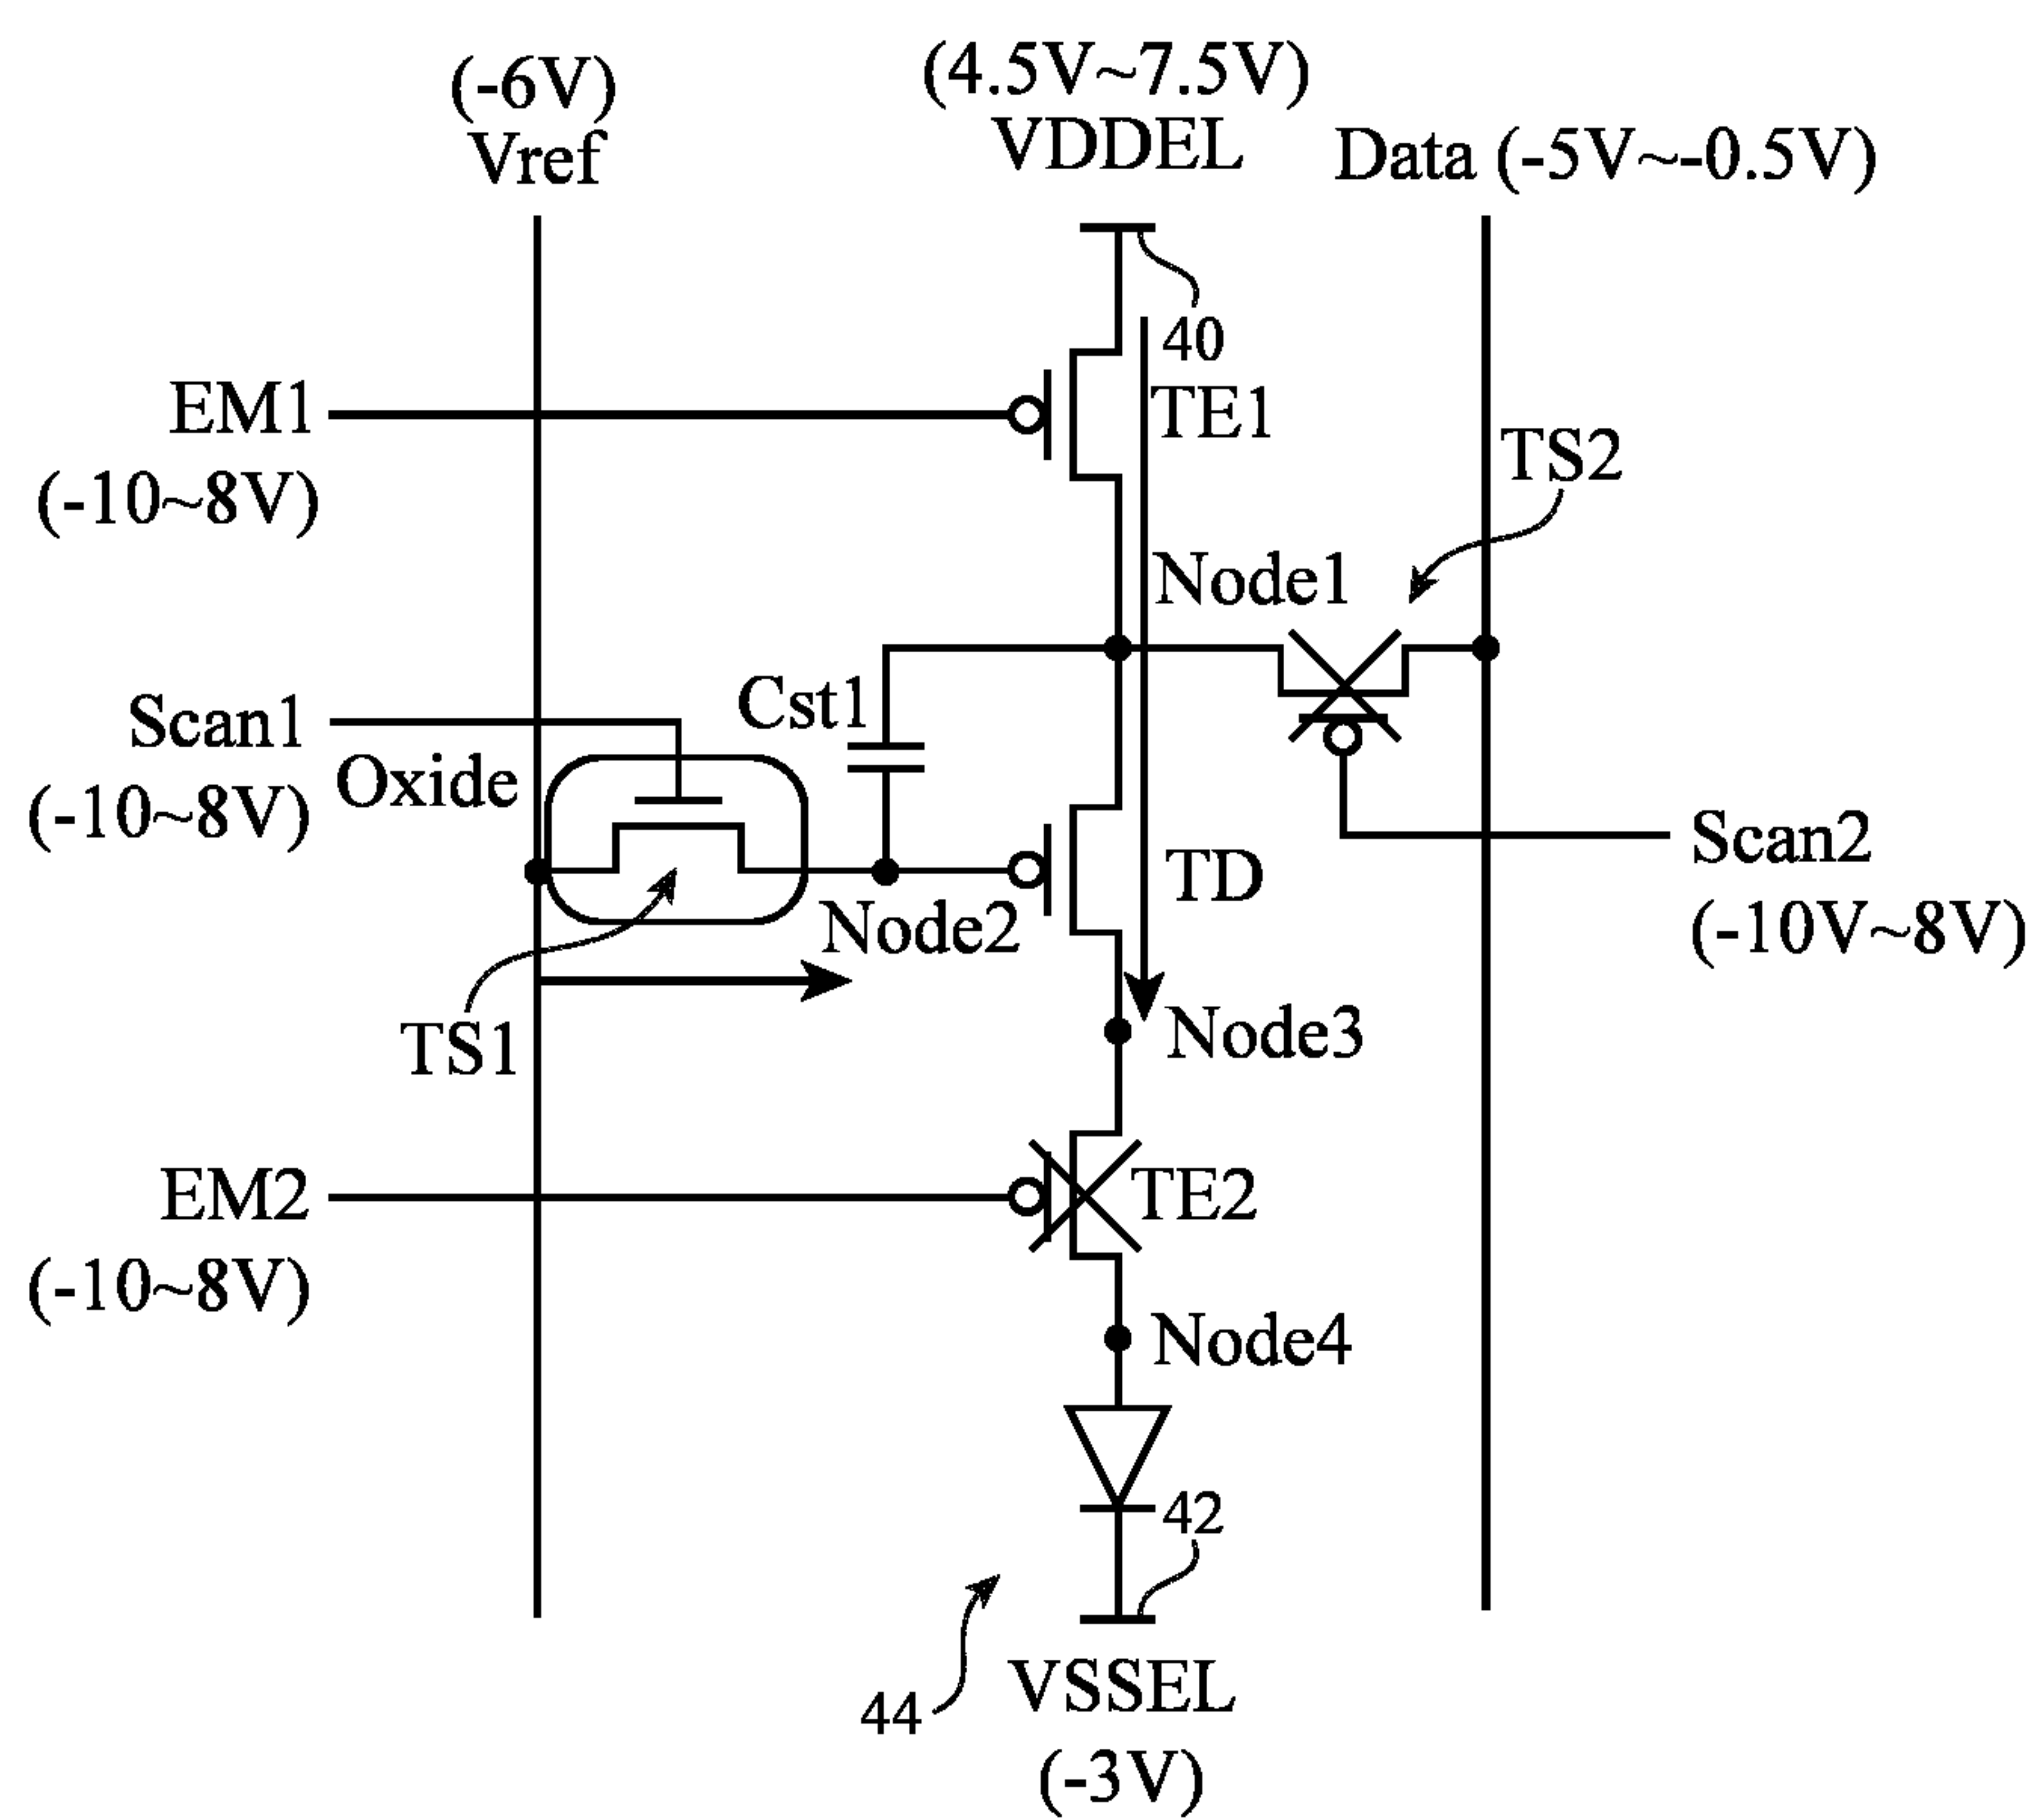 (-6V)
Vref
(4.5V~7.5V)
VDDEL
Data (-5V~-0.5V)
40
EM1
(-10~8V)
TE1
TS2
Node1
Scan1
(-10~8V)
Oxide
Cst1
TD
Scan2
(-10V~8V)
Node2
TS1
Node3
EM2
(-10~8V)
TE2
Node4
42
44
VSSEL
(-3V)